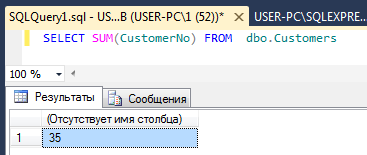 SQLQuery1.sql - US...B (USER-PC\1 (52))* USER-PC\SQLEXPRE
SELECT SUM(CustomerNo) FROM dbo.Customers
100 %
Результаты Сообщения
(Отсутствует имя столбца)
1 35